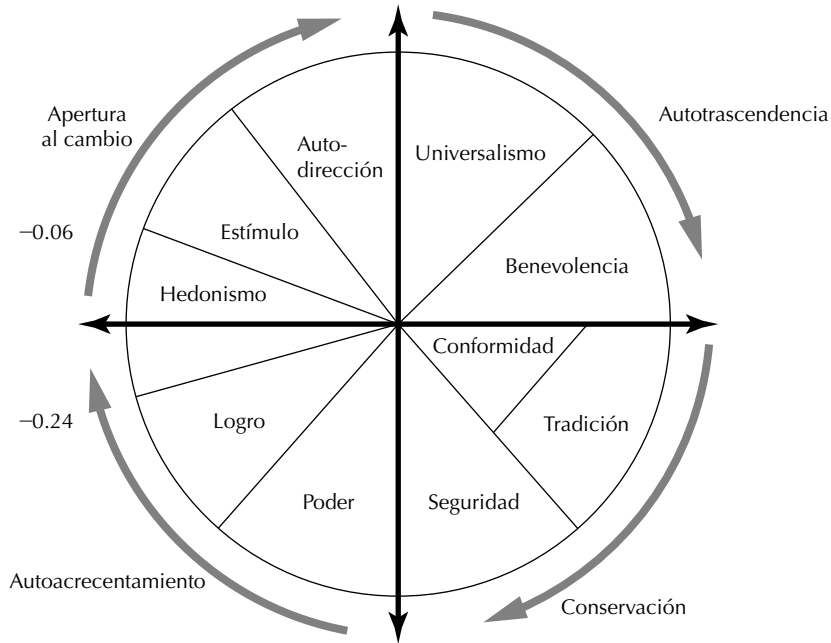 Apertura
al cambio
Autotrascendencia
Auto-
dirección
Universalismo
−0.06
Estímulo
Benevolencia
Hedonismo
Conformidad
−0.24
Logro
Tradición
Poder
Seguridad
Autoacrecentamiento
Conservación